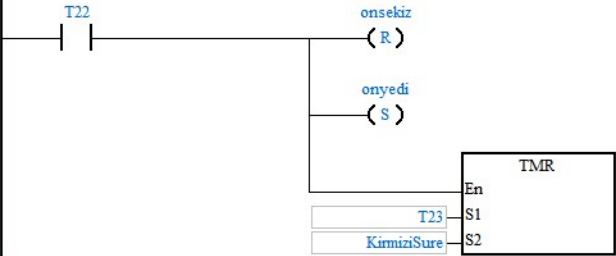 T22
onsekiz
R
onyedi
S
TMR
En
T23 S1
KirmiziSure S2